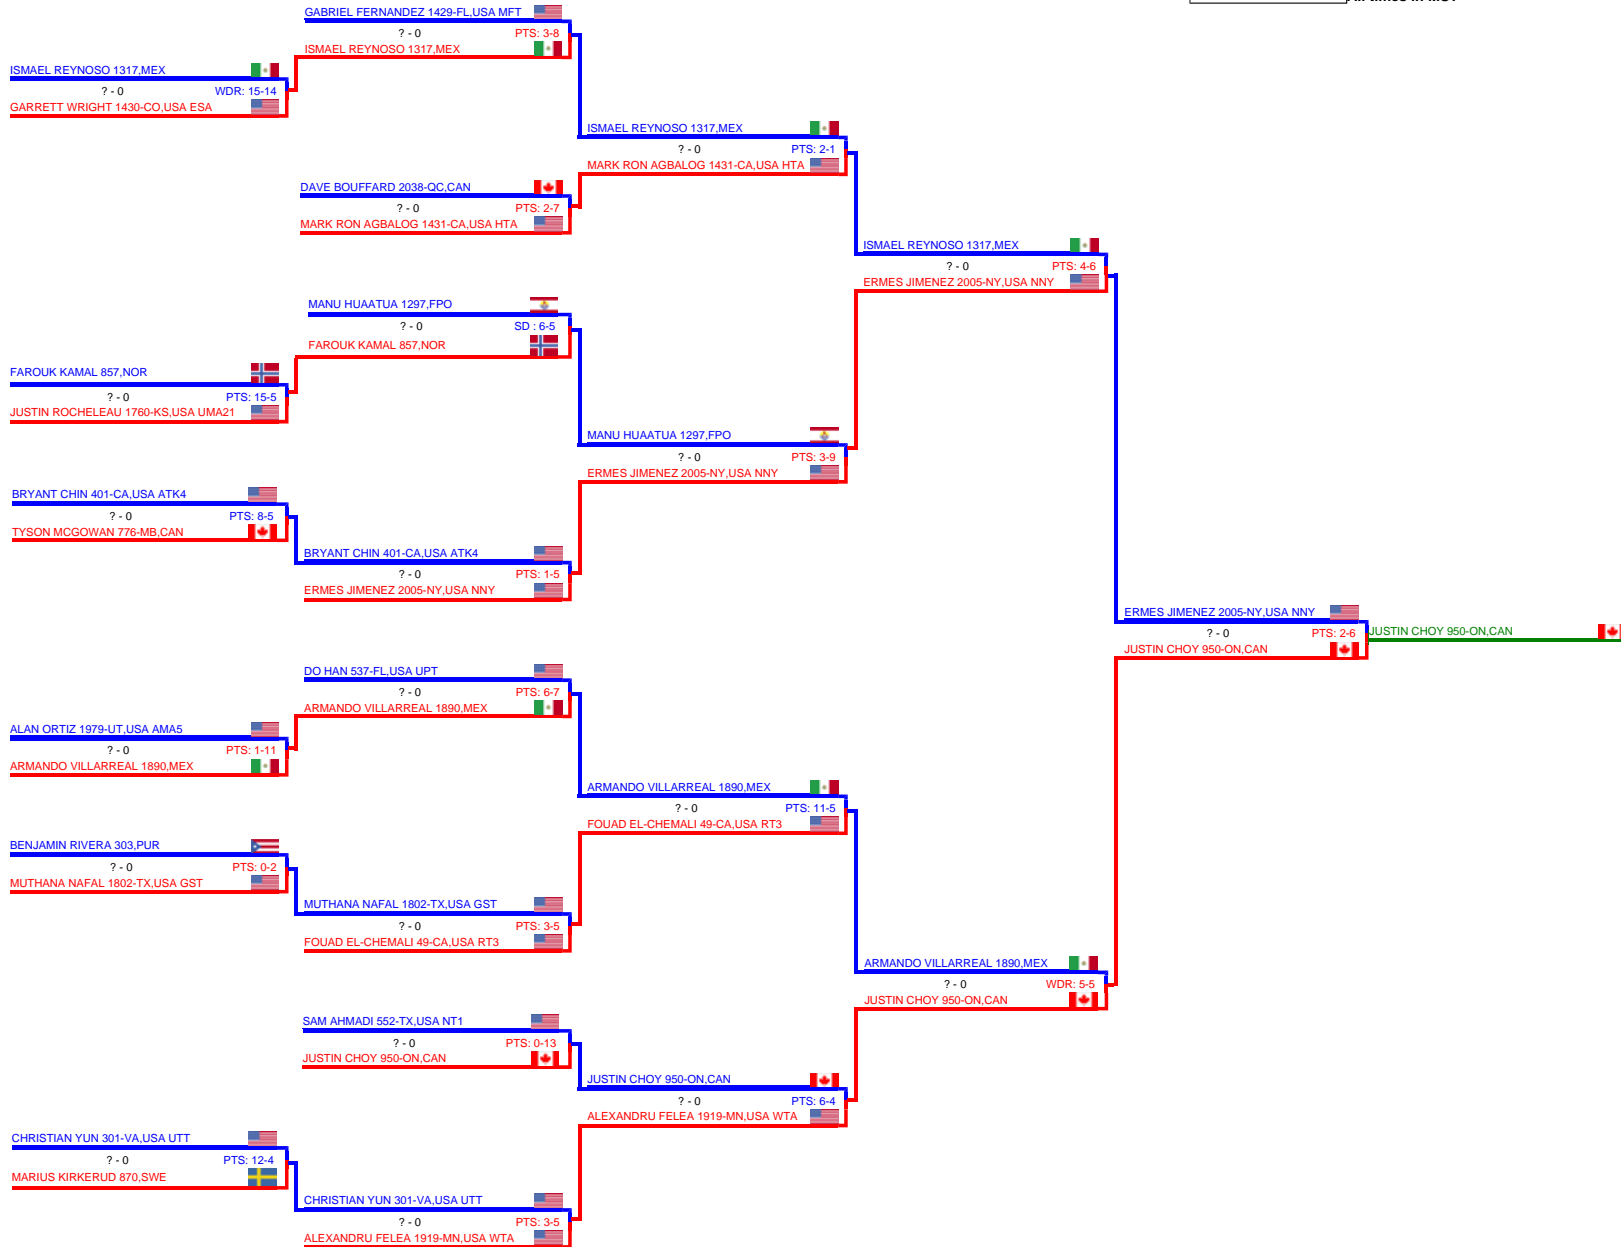 All times in MST
GABRIEL FERNANDEZ 1429-FL,USA MFT
? - 0 PTS: 3-8
ISMAEL REYNOSO 1317,MEX
ISMAEL REYNOSO 1317,MEX
? - 0 WDR: 15-14
GARRETT WRIGHT 1430-CO,USA ESA
ISMAEL REYNOSO 1317,MEX
? - 0 PTS: 2-1
MARK RON AGBALOG 1431-CA,USA HTA
DAVE BOUFFARD 2038-QC,CAN
? - 0 PTS: 2-7
MARK RON AGBALOG 1431-CA,USA HTA
ISMAEL REYNOSO 1317,MEX
? - 0 PTS: 4-6
ERMES JIMENEZ 2005-NY,USA NNY
MANU HUAATUA 1297,FPO
? - 0 SD : 6-5
FAROUK KAMAL 857,NOR
FAROUK KAMAL 857,NOR
? - 0 PTS: 15-5
JUSTIN ROCHELEAU 1760-KS,USA UMA21
MANU HUAATUA 1297,FPO
? - 0 PTS: 3-9
ERMES JIMENEZ 2005-NY,USA NNY
BRYANT CHIN 401-CA,USA ATK4
? - 0 PTS: 8-5
TYSON MCGOWAN 776-MB,CAN
BRYANT CHIN 401-CA,USA ATK4
? - 0 PTS: 1-5
ERMES JIMENEZ 2005-NY,USA NNY
ERMES JIMENEZ 2005-NY,USA NNY
? - 0 PTS: 2-6
JUSTIN CHOY 950-ON,CAN
JUSTIN CHOY 950-ON,CAN
DO HAN 537-FL,USA UPT
? - 0 PTS: 6-7
ARMANDO VILLARREAL 1890,MEX
ALAN ORTIZ 1979-UT,USA AMA5
? - 0 PTS: 1-11
ARMANDO VILLARREAL 1890,MEX
ARMANDO VILLARREAL 1890,MEX
? - 0 PTS: 11-5
FOUAD EL-CHEMALI 49-CA,USA RT3
BENJAMIN RIVERA 303,PUR
? - 0 PTS: 0-2
MUTHANA NAFAL 1802-TX,USA GST
MUTHANA NAFAL 1802-TX,USA GST
? - 0 PTS: 3-5
FOUAD EL-CHEMALI 49-CA,USA RT3
ARMANDO VILLARREAL 1890,MEX
? - 0 WDR: 5-5
JUSTIN CHOY 950-ON,CAN
SAM AHMADI 552-TX,USA NT1
? - 0 PTS: 0-13
JUSTIN CHOY 950-ON,CAN
JUSTIN CHOY 950-ON,CAN
? - 0 PTS: 6-4
ALEXANDRU FELEA 1919-MN,USA WTA
CHRISTIAN YUN 301-VA,USA UTT
? - 0 PTS: 12-4
MARIUS KIRKERUD 870,SWE
CHRISTIAN YUN 301-VA,USA UTT
? - 0 PTS: 3-5
ALEXANDRU FELEA 1919-MN,USA WTA